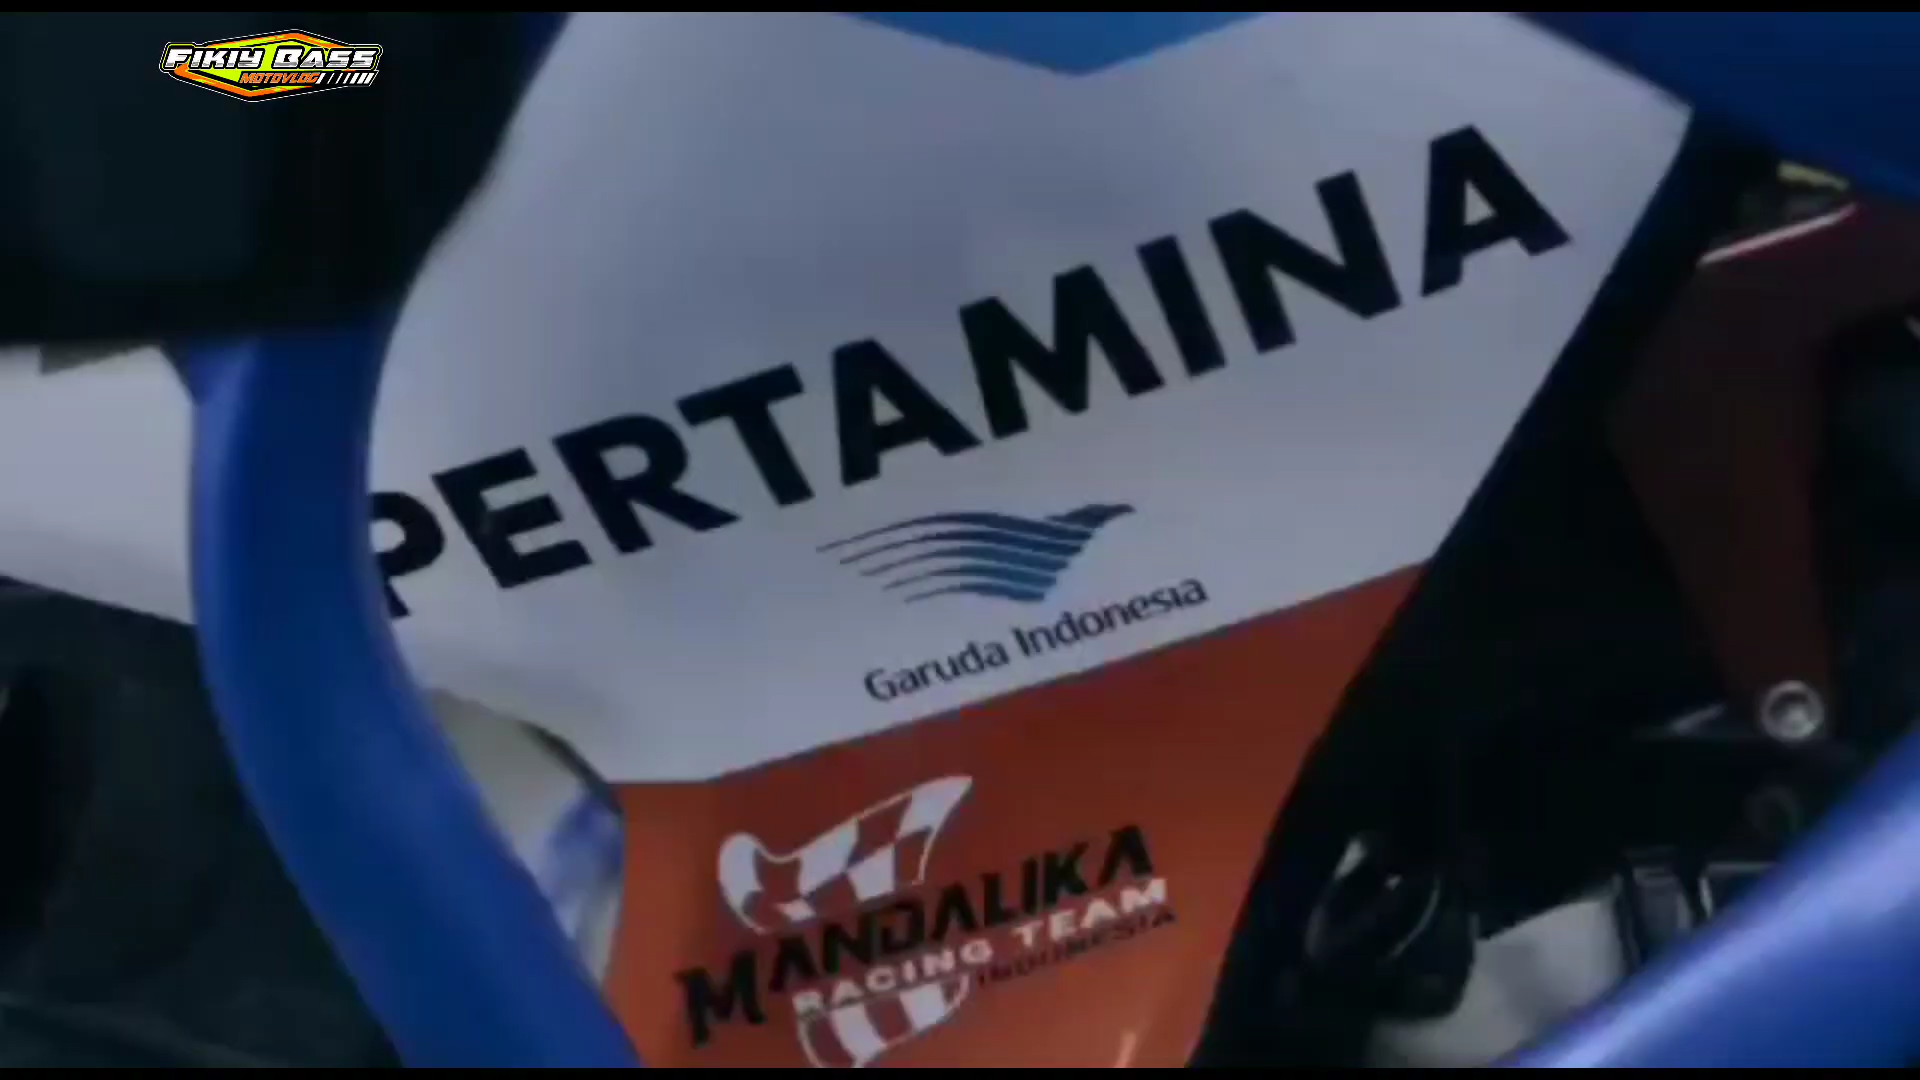 FIKIY BASS
MOTOVLOG
PERTAMINA
Garuda Indonesia
MANDALIKA
RACING TEAM
INDONESIA